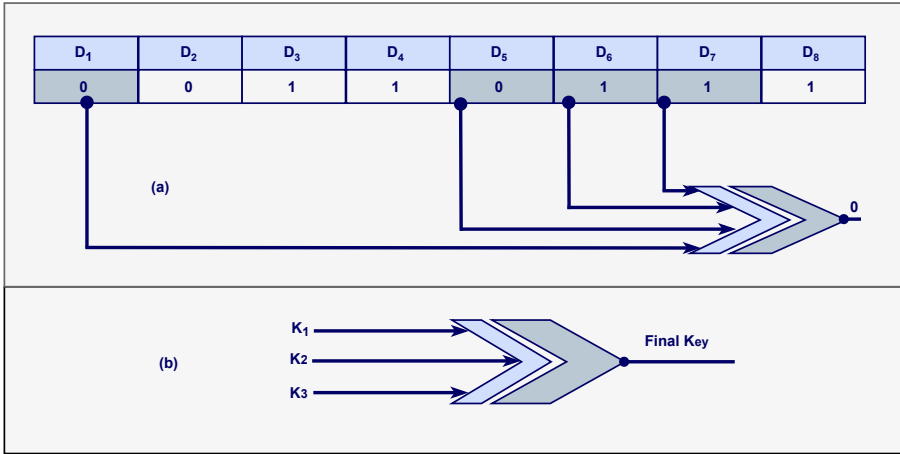 D1 D2 D3 D4 D5 D6 D7 D8
0 0 1 1 0 1 1 1
(a)
0
K1
K2
K3
(b)
Final Key